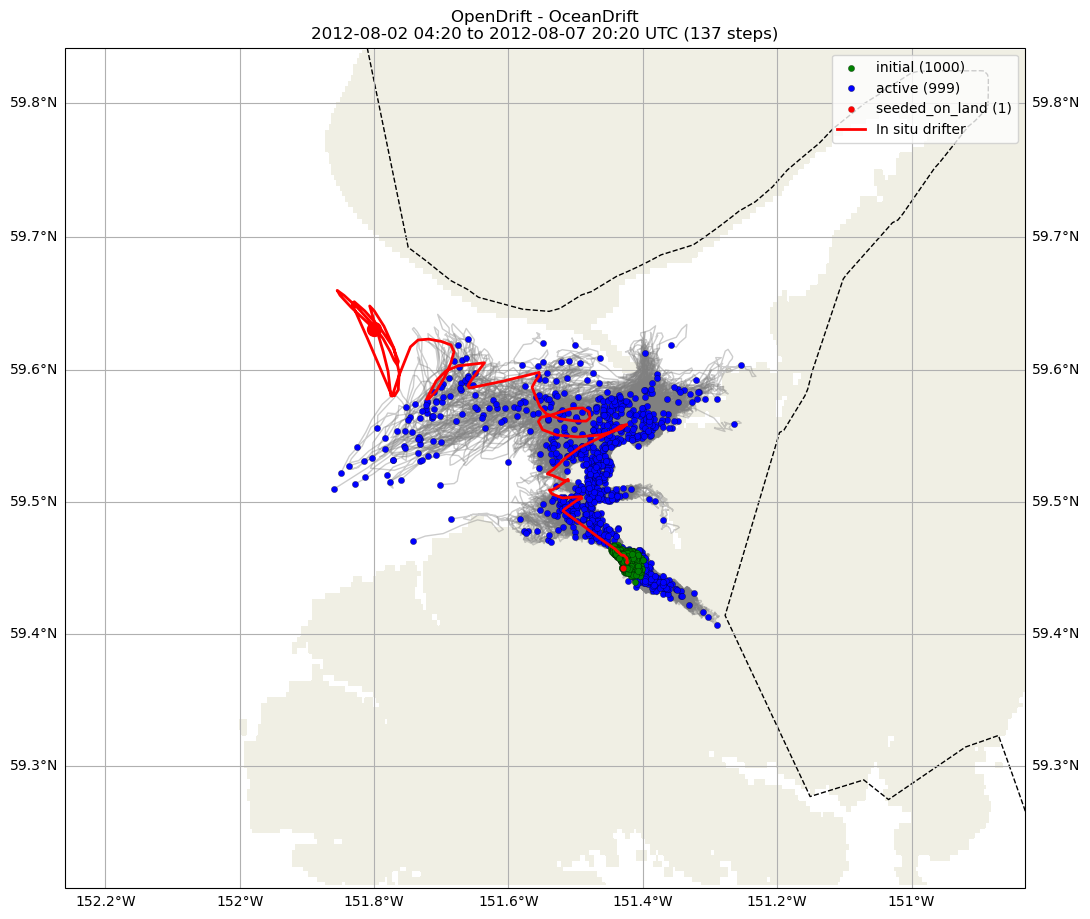 OpenDrift - OceanDrift
2012-08-02 04:20 to 2012-08-07 20:20 UTC (137 steps)
initial (1000)
active (999)
seeded_on_land (1)
In situ drifter
59.8°N
59.8°N
59.7°N
59.7°N
59.6°N
59.6°N
59.5°N
59.5°N
59.4°N
59.4°N
59.3°N
59.3°N
152.2°W
152°W
151.8°W
151.6°W
151.4°W
151.2°W
151°W